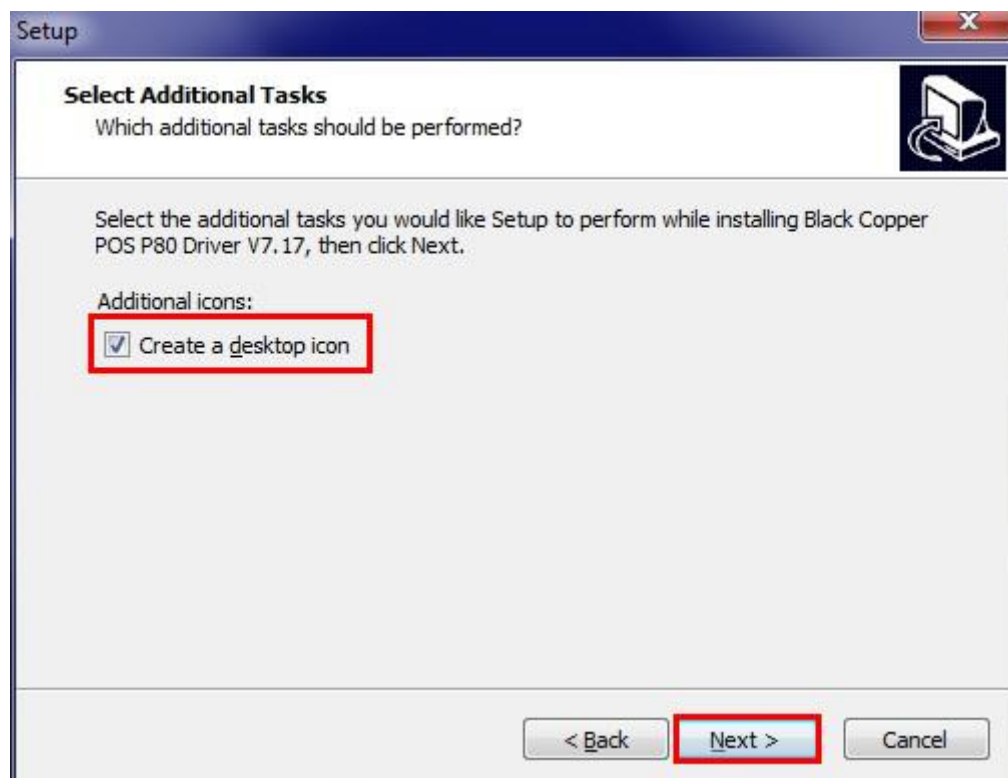 Setup
Select Additional Tasks
Which additional tasks should be performed?
Select the additional tasks you would like Setup to perform while installing Black Copper
POS P80 Driver V7.17, then click Next.
Additional icons:
Create a desktop icon
< Back Next > Cancel